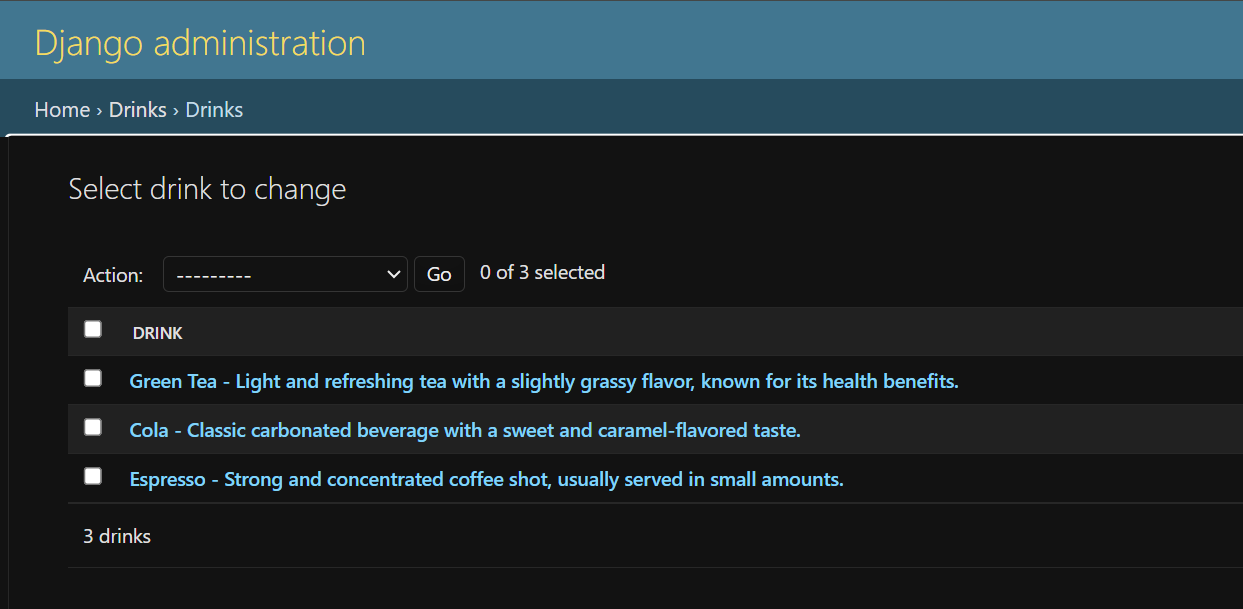 Django administration
Home › Drinks › Drinks
Select drink to change
Action: --------- Go 0 of 3 selected
DRINK
Green Tea - Light and refreshing tea with a slightly grassy flavor, known for its health benefits.
Cola - Classic carbonated beverage with a sweet and caramel-flavored taste.
Espresso - Strong and concentrated coffee shot, usually served in small amounts.
3 drinks